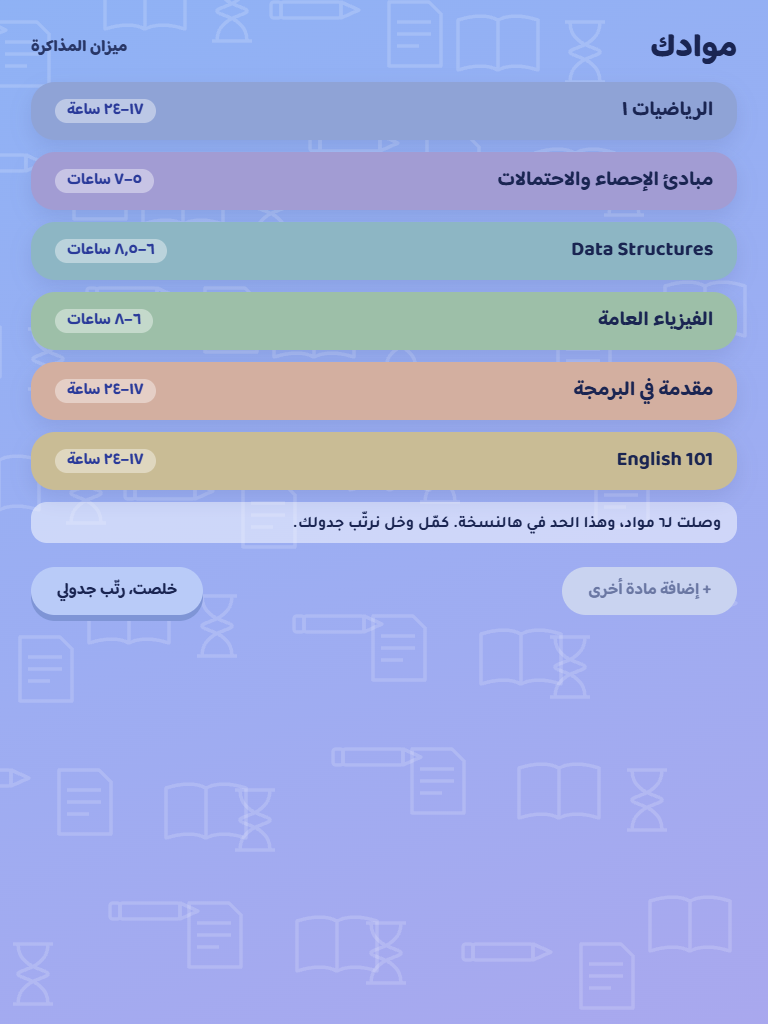 موادك
ميزان المذاكرة
الرياضيات ١
١٧–٢٤ ساعة
مبادئ الإحصاء والاحتمالات
٥–٧ ساعات
Data Structures
٦–٨,٥ ساعات
الفيزياء العامة
٦–٨ ساعات
مقدمة في البرمجة
١٧–٢٤ ساعة
English 101
١٧–٢٤ ساعة
وصلت لـ٦ مواد، وهذا الحد في هالنسخة. كمّل وخل نرتّب جدولك.
+ إضافة مادة أخرى
خلصت، رتّب جدولي